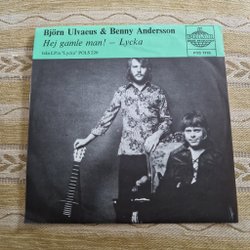 Björn Ulvaeus & Benny Andersson
Hej gamle man! – Lycka
från LP:n "Lycka" POLS 226